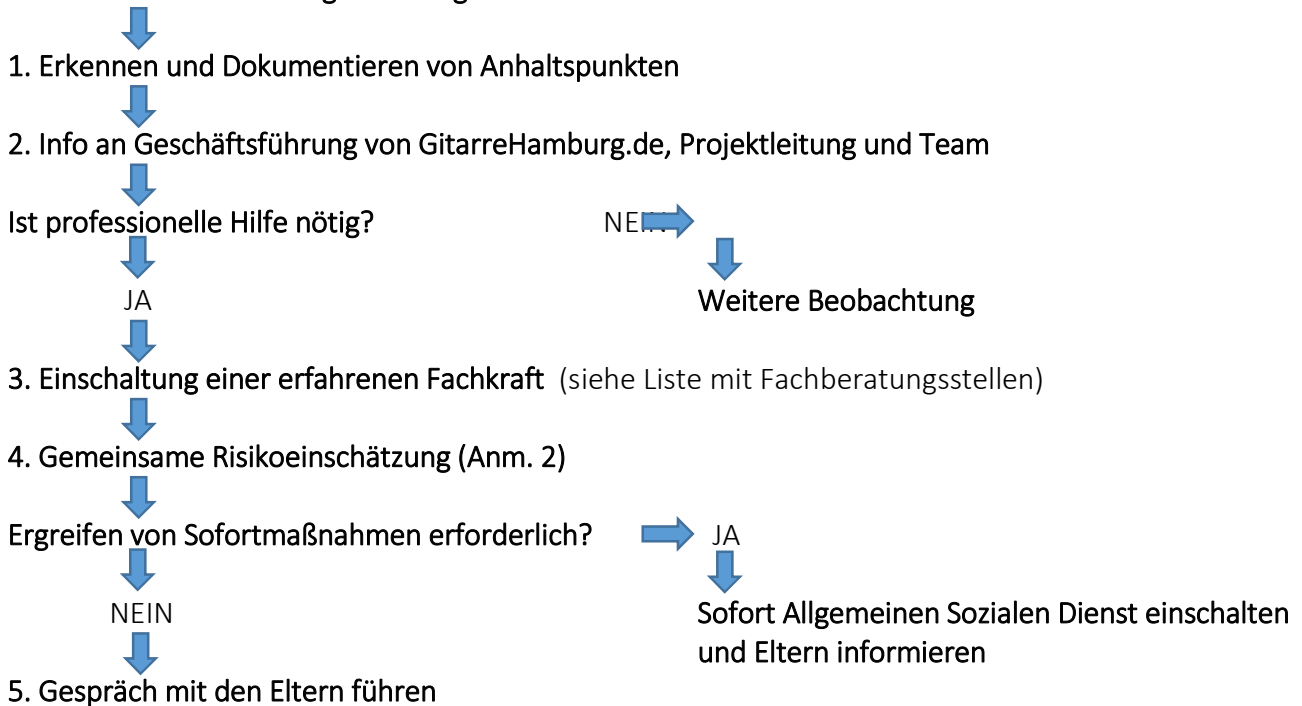 1. Erkennen und Dokumentieren von Anhaltspunkten
2. Info an Geschäftsführung von GitarreHamburg.de, Projektleitung und Team
Ist professionelle Hilfe nötig? NEIN
JA Weitere Beobachtung
3. Einschaltung einer erfahrenen Fachkraft (siehe Liste mit Fachberatungsstellen)
4. Gemeinsame Risikoeinschätzung (Anm. 2)
Ergreifen von Sofortmaßnahmen erforderlich? JA
NEIN Sofort Allgemeinen Sozialen Dienst einschalten
und Eltern informieren
5. Gespräch mit den Eltern führen